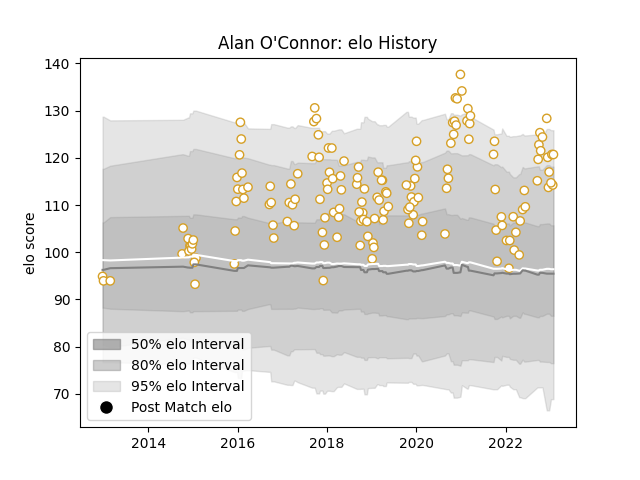 Alan O'Connor: elo History
elo score
140
130
120
110
100
90
80
70
50% elo Interval
80% elo Interval
95% elo Interval
Post Match elo
2014 2016 2018 2020 2022